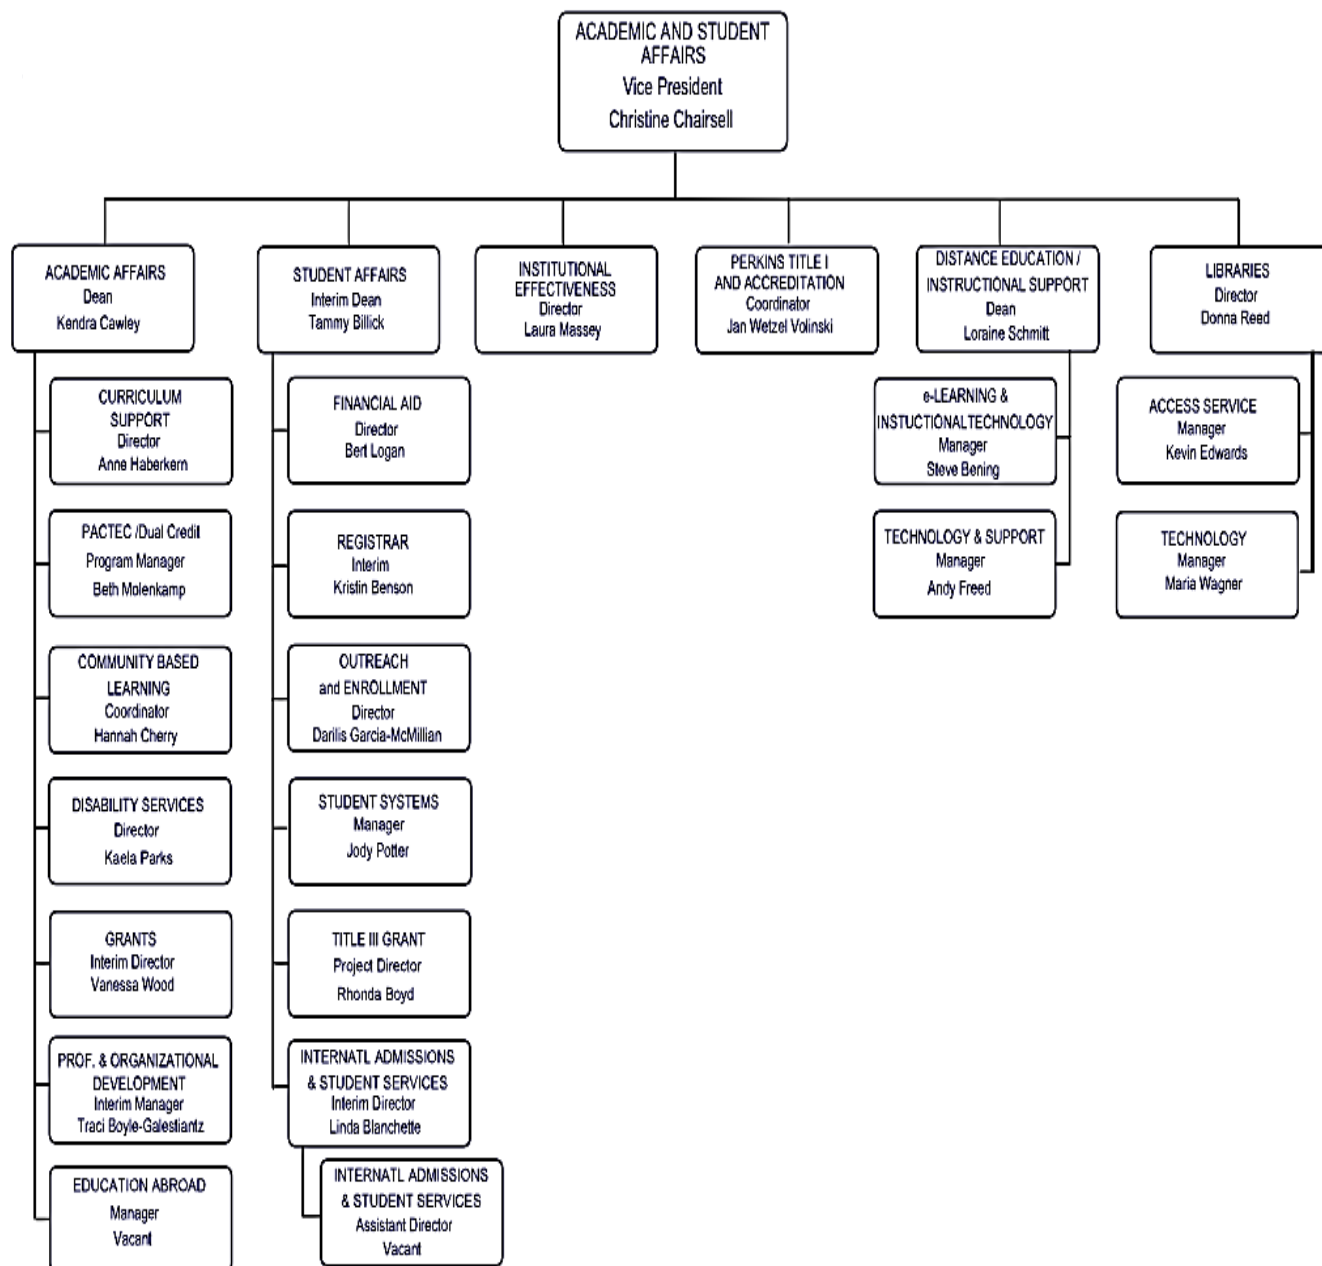 ACADEMIC AND STUDENT
AFFAIRS
Vice President
Christine Chairsell
ACADEMIC AFFAIRS
Dean
Kendra Cawley
STUDENT AFFAIRS
Interim Dean
Tammy Billick
INSTITUTIONAL
EFFECTIVENESS
Director
Laura Massey
PERKINS TITLE I
AND ACCREDITATION
Coordinator
Jan Wetzel Volinski
DISTANCE EDUCATION /
INSTRUCTIONAL SUPPORT
Dean
Loraine Schmitt
LIBRARIES
Director
Donna Reed
CURRICULUM
SUPPORT
Director
Anne Haberkern
FINANCIAL AID
Director
Bert Logan
e-LEARNING &
INSTUCTIONAL TECHNOLOGY
Manager
Steve Bening
ACCESS SERVICE
Manager
Kevin Edwards
PACTEC /Dual Credit
Program Manager
Beth Molenkamp
REGISTRAR
Interim
Kristin Benson
TECHNOLOGY & SUPPORT
Manager
Andy Freed
TECHNOLOGY
Manager
Maria Wagner
COMMUNITY BASED
LEARNING
Coordinator
Hannah Cherry
OUTREACH
and ENROLLMENT
Director
Darilis Garcia-McMillian
DISABILITY SERVICES
Director
Kaela Parks
STUDENT SYSTEMS
Manager
Jody Potter
GRANTS
Interim Director
Vanessa Wood
TITLE III GRANT
Project Director
Rhonda Boyd
PROF. & ORGANIZATIONAL
DEVELOPMENT
Interim Manager
Traci Boyle-Galestiantz
INTERNATL ADMISSIONS
& STUDENT SERVICES
Interim Director
Linda Blanchette
EDUCATION ABROAD
Manager
Vacant
INTERNATL ADMISSIONS
& STUDENT SERVICES
Assistant Director
Vacant